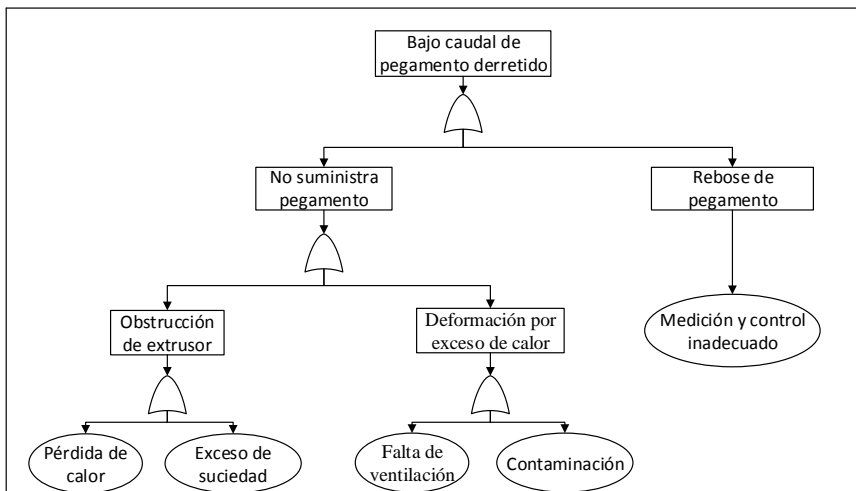 Bajo caudal de
pegamento derretido
No suministra
pegamento
Rebose de
pegamento
Obstrucción
de extrusor
Deformación por
exceso de calor
Medición y control
inadecuado
Pérdida de
calor
Exceso de
suciedad
Falta de
ventilación
Contaminación